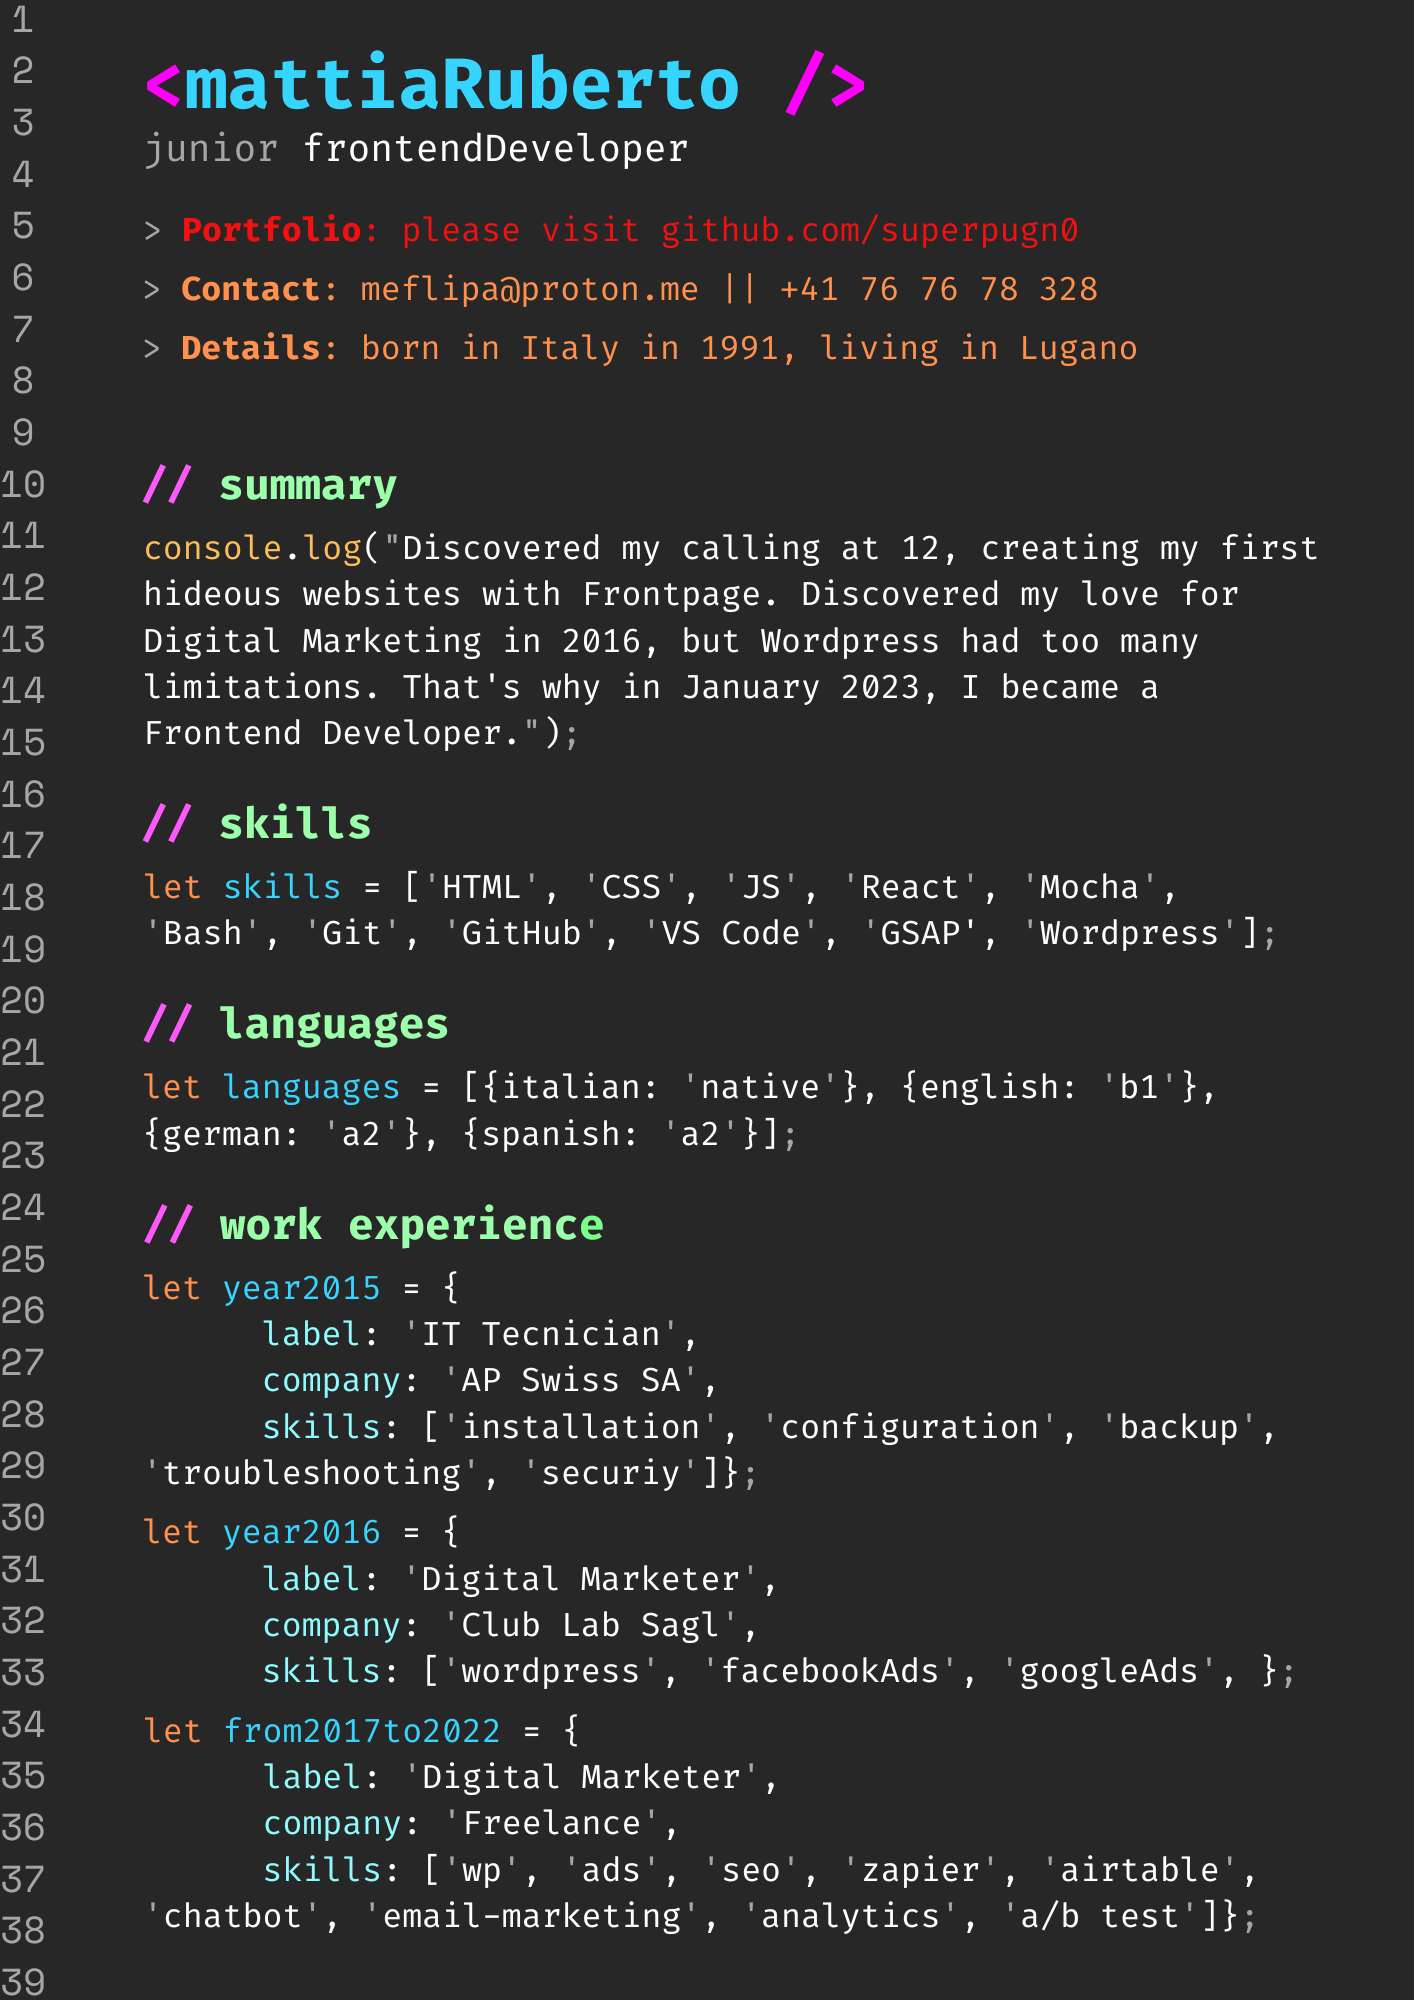 1
2
3
4
5
6
7
8
9
10
11
12
13
14
15
16
17
18
19
20
21
22
23
24
25
26
27
28
29
30
31
32
33
34
35
36
37
38
39
<mattiaRuberto />
junior frontendDeveloper
> Portfolio: please visit github.com/superpugn0
> Contact: meflipa@proton.me || +41 76 76 78 328
> Details: born in Italy in 1991, living in Lugano
// summary
console.log("Discovered my calling at 12, creating my first
hideous websites with Frontpage. Discovered my love for
Digital Marketing in 2016, but Wordpress had too many
limitations. That's why in January 2023, I became a
Frontend Developer.");
// skills
let skills = ['HTML', 'CSS', 'JS', 'React', 'Mocha',
'Bash', 'Git', 'GitHub', 'VS Code', 'GSAP', 'Wordpress'];
// languages
let languages = [{italian: 'native'}, {english: 'b1'},
{german: 'a2'}, {spanish: 'a2'}];
// work experience
let year2015 = {
label: 'IT Tecnician',
company: 'AP Swiss SA',
skills: ['installation', 'configuration', 'backup',
'troubleshooting', 'securiy']};
let year2016 = {
label: 'Digital Marketer',
company: 'Club Lab Sagl',
skills: ['wordpress', 'facebookAds', 'googleAds', };
let from2017to2022 = {
label: 'Digital Marketer',
company: 'Freelance',
skills: ['wp', 'ads', 'seo', 'zapier', 'airtable',
'chatbot', 'email-marketing', 'analytics', 'a/b test']};